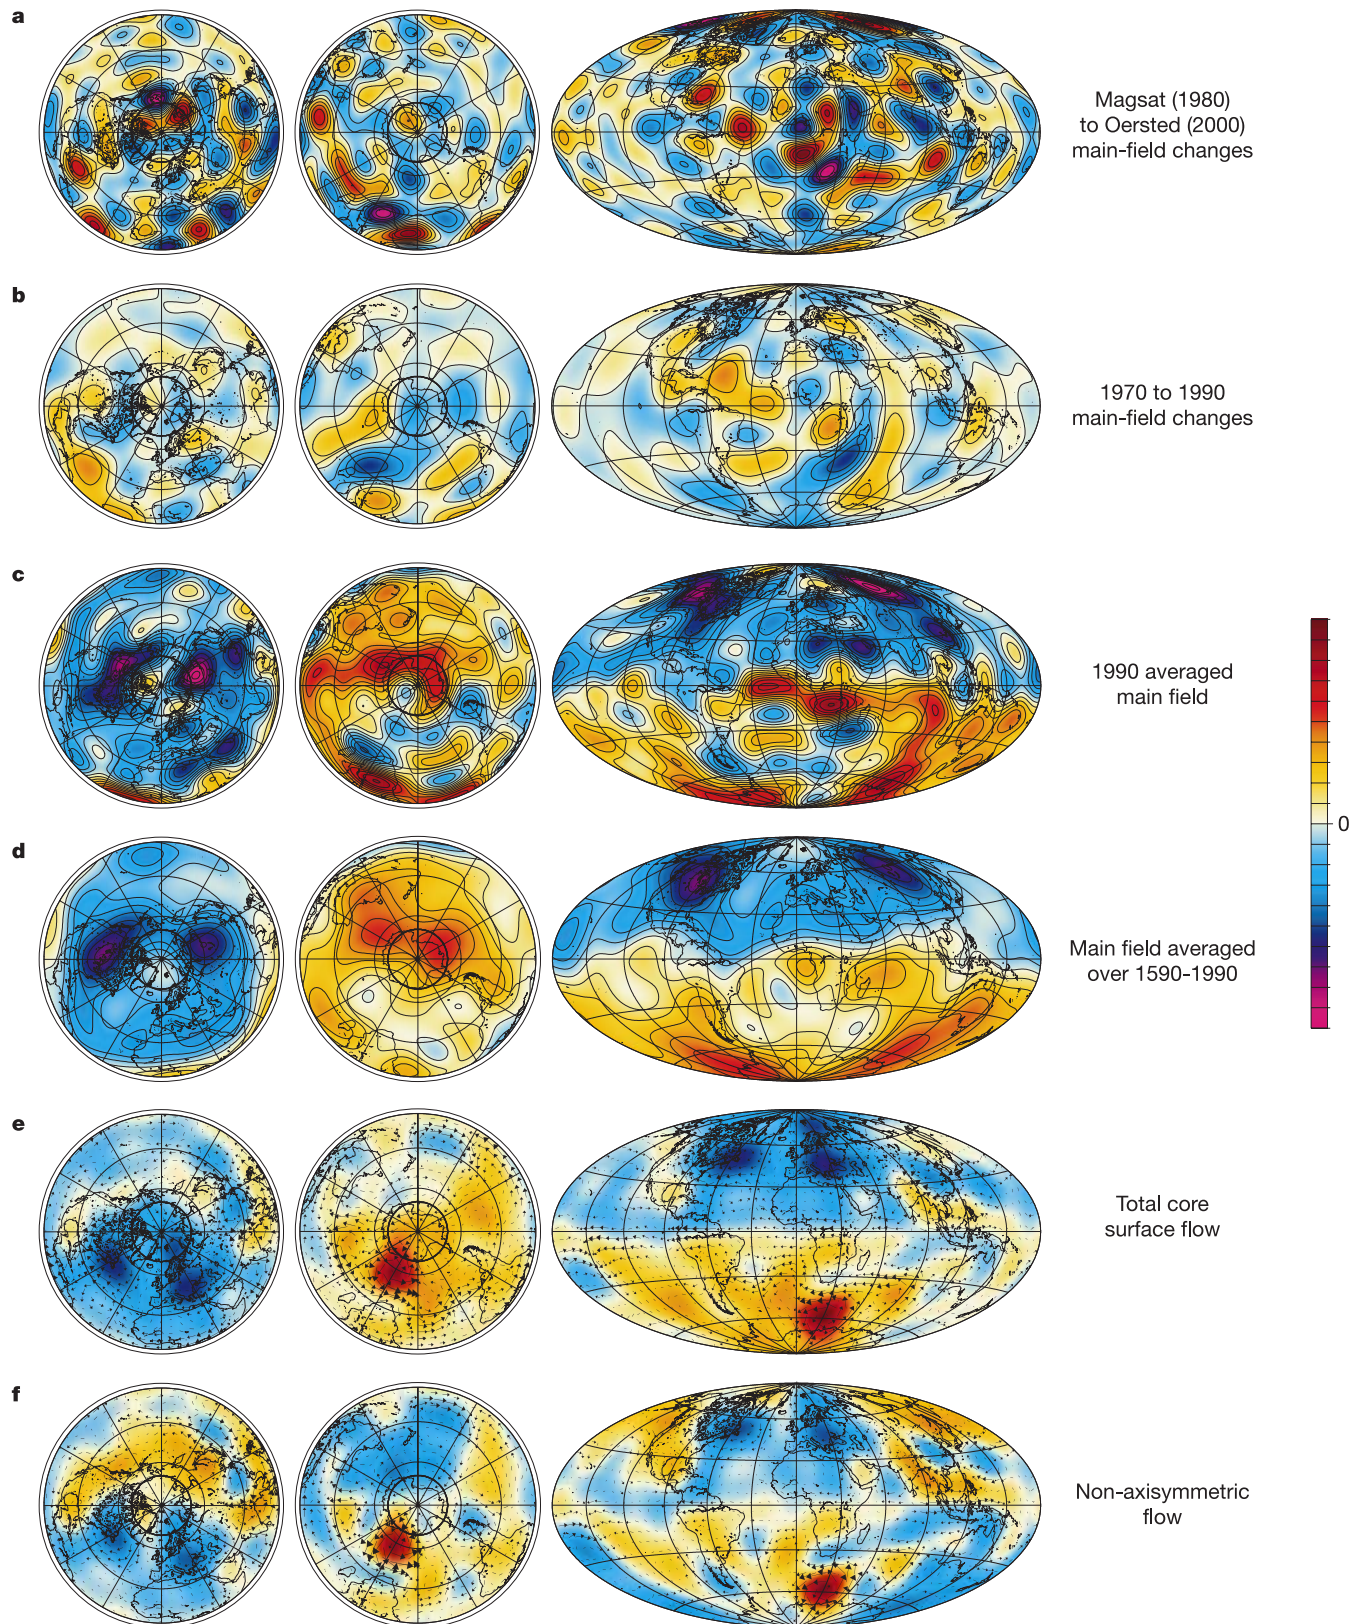 a
Magsat (1980)
to Oersted (2000)
main-field changes
b
1970 to 1990
main-field changes
c
1990 averaged
main field
0
d
Main field averaged
over 1590-1990
e
Total core
surface flow
f
Non-axisymmetric
flow